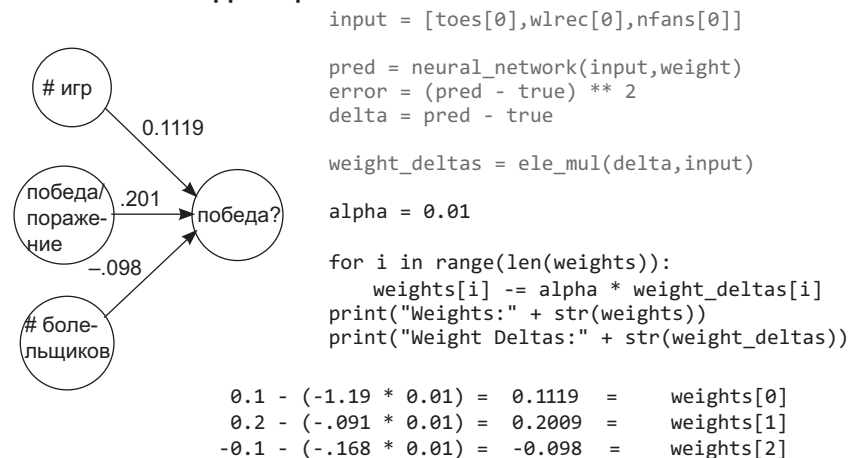 input = [toes[0],wlrec[0],nfans[0]]
# игр
pred = neural_network(input,weight)
error = (pred - true) ** 2
delta = pred - true
0.1119
weight_deltas = ele_mul(delta,input)
победа/
пораже-
ние
.201
победа?
alpha = 0.01
–.098
for i in range(len(weights)):
weights[i] -= alpha * weight_deltas[i]
print("Weights:" + str(weights))
print("Weight Deltas:" + str(weight_deltas))
# боле-
льщиков
0.1 - (-1.19 * 0.01) = 0.1119 = weights[0]
0.2 - (-.091 * 0.01) = 0.2009 = weights[1]
-0.1 - (-.168 * 0.01) = -0.098 = weights[2]